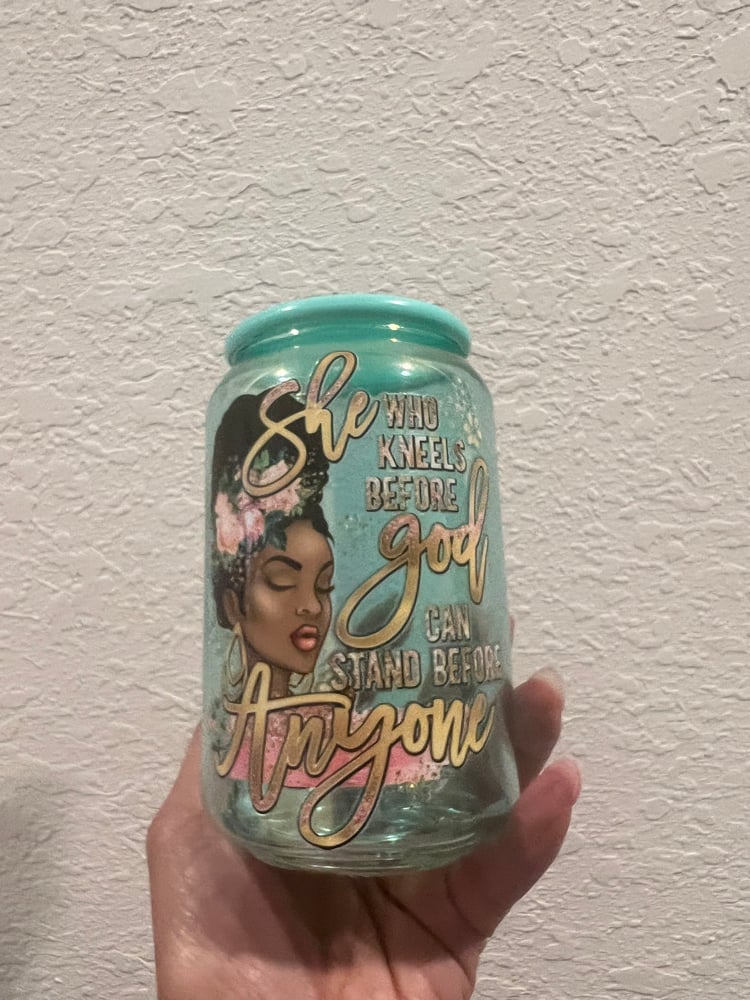 She WHO
KNEELS
BEFORE
god
CAN
STAND BEFORE
Anyone